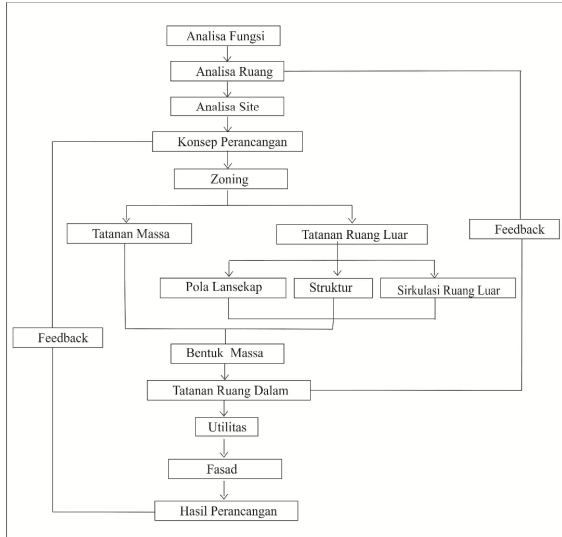 Analisa Fungsi
Analisa Ruang
Analisa Site
Konsep Perancangan
Zoning
Tatanan Massa
Tatanan Ruang Luar
Feedback
Pola Lansekap
Struktur
Sirkulasi Ruang Luar
Feedback
Bentuk Massa
Tatanan Ruang Dalam
Utilitas
Fasad
Hasil Perancangan